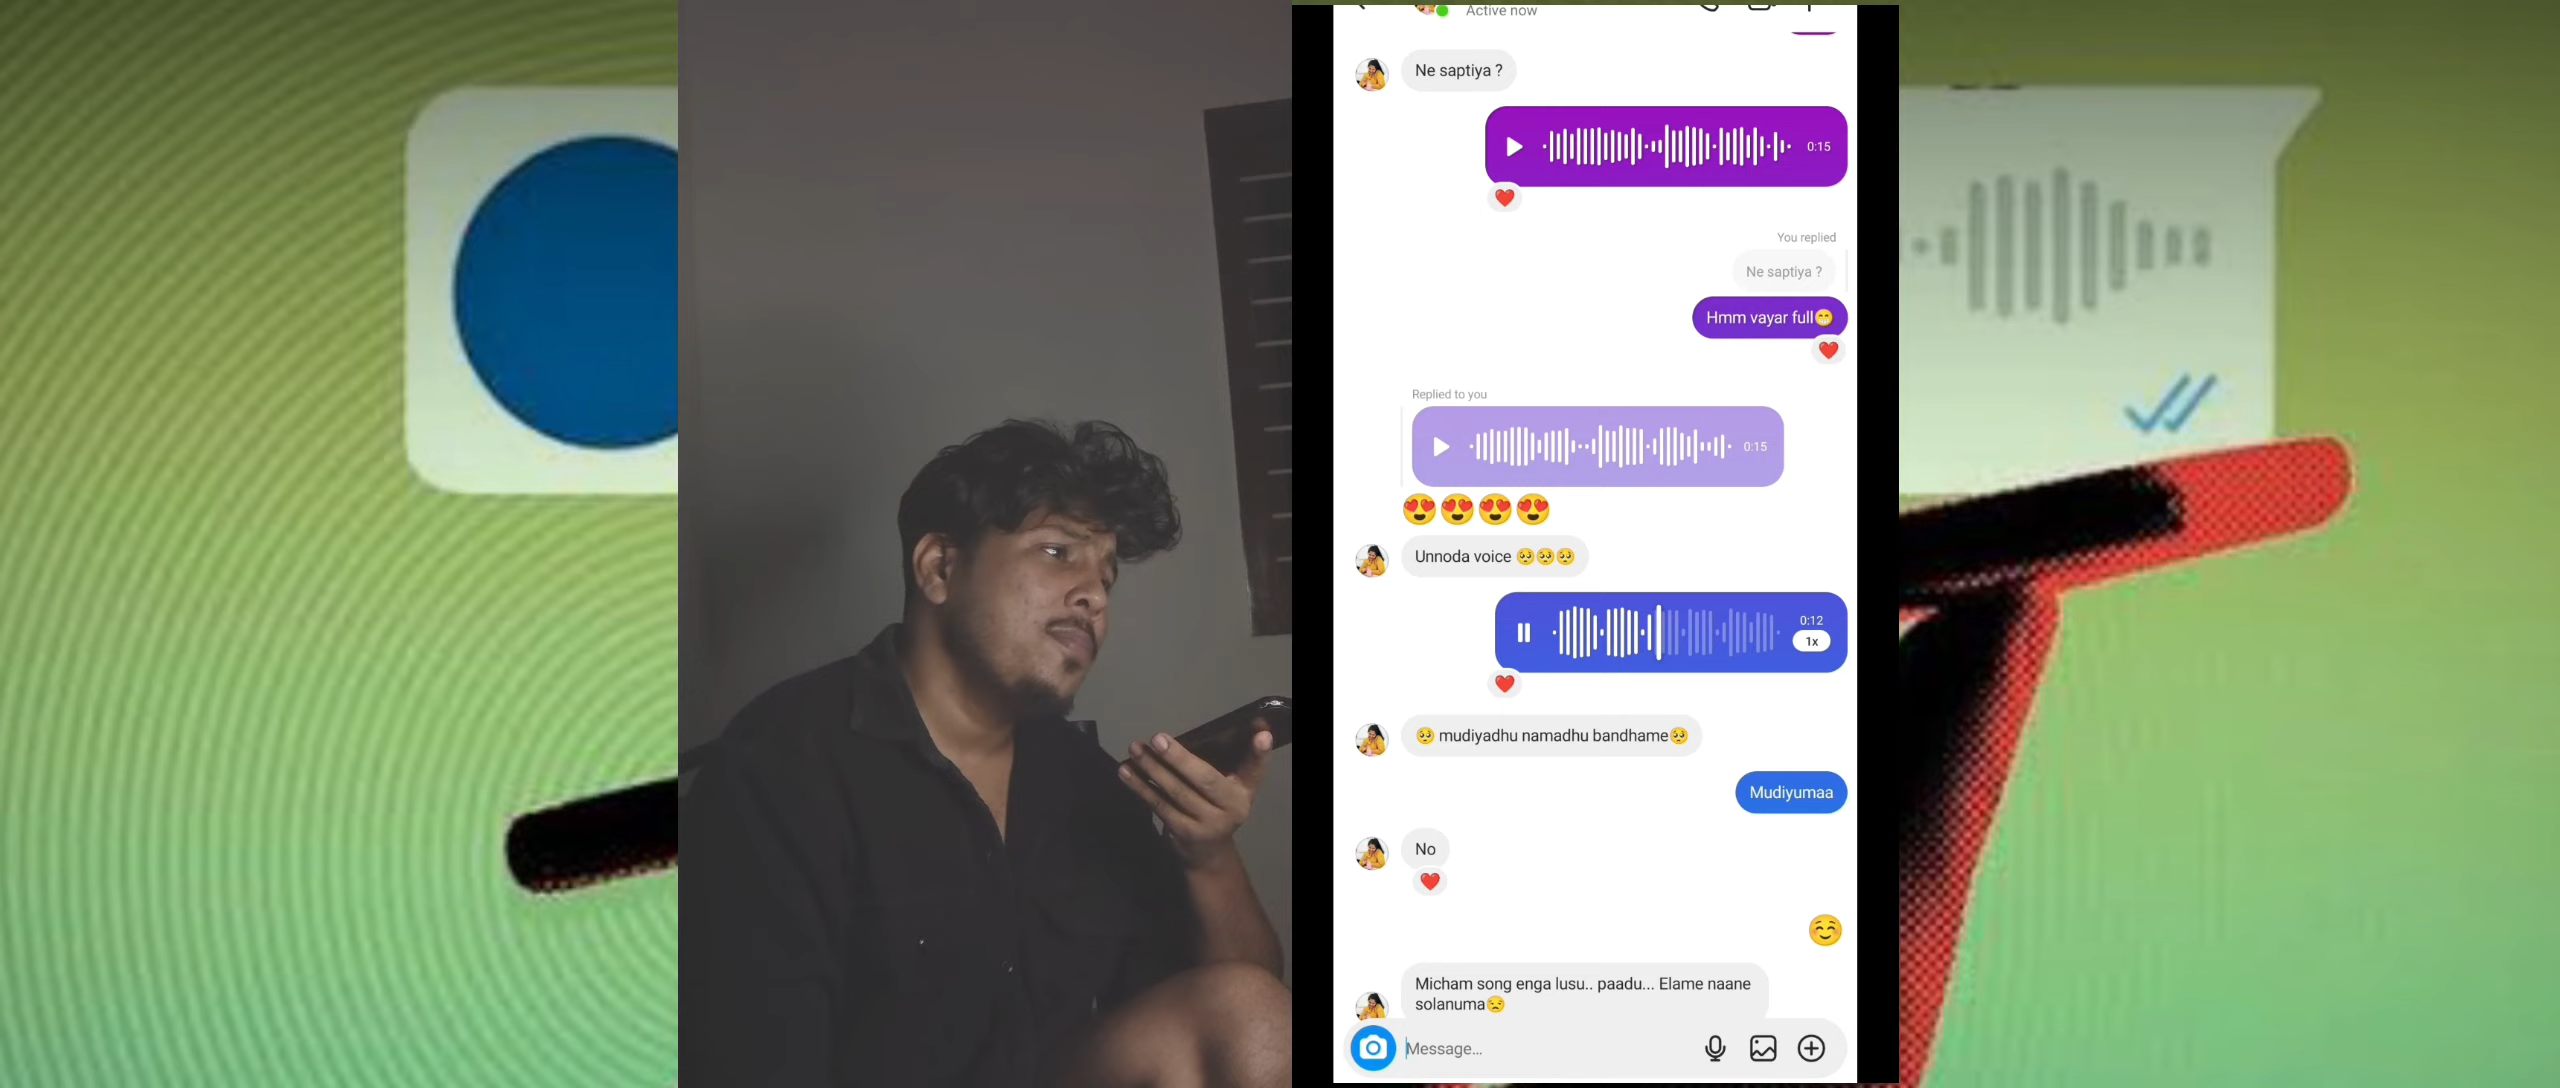 Active now
Ne saptiya ?
0:15
You replied
Ne saptiya ?
Hmm vayar full😁
Replied to you
0:15
😍😍😍😍
Unnoda voice 🥺🥺🥺
0:12
1x
🥺 mudiyadhu namadhu bandhame🥺
Mudiyumaa
No
☺️
Micham song enga lusu.. paadu... Elame naane
solanuma😒
Message...